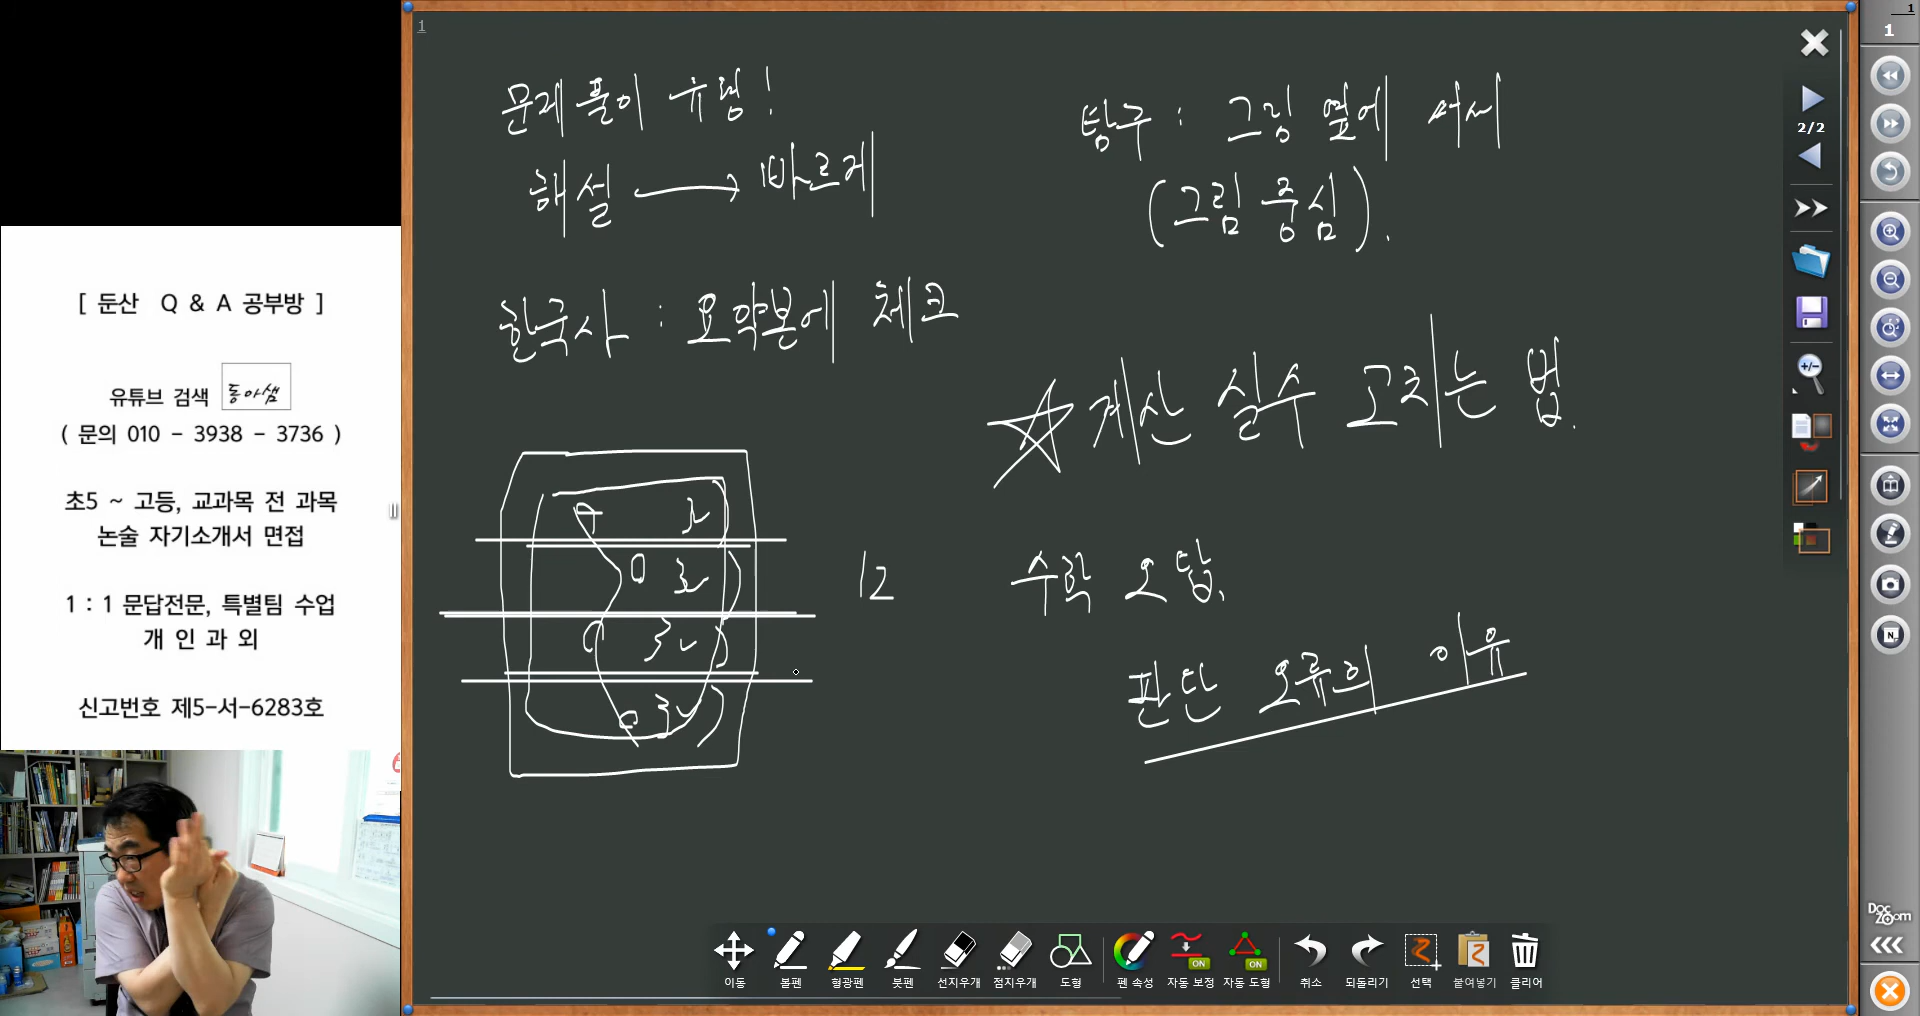 [ 둔산 Q & A 공부방 ]
유튜브 검색 동아쌤
( 문의 010 - 3938 - 3736 )
초5 ~ 고등, 교과목 전 과목
논술 자기소개서 면접
1 : 1 문답전문, 특별팀 수업
개 인 과 외
신고번호 제5-서-6283호
1
문제 풀이 유형!
해설 → 바르게
한국사 : 요약본에 체크
12
탐구 : 그림 옆에 서서
(그림 중심).
☆ 계산 실수 고치는 법.
수학 오답.
판단 오류의 이유
이동
볼펜
형광펜
붓펜
선지우개
점지우개
도형
펜 속성
ON
자동 보정
ON
자동 도형
취소
되돌리기
선택
붙여넣기
클리어
2/2
+/-
1
1
N
Doc Zoom